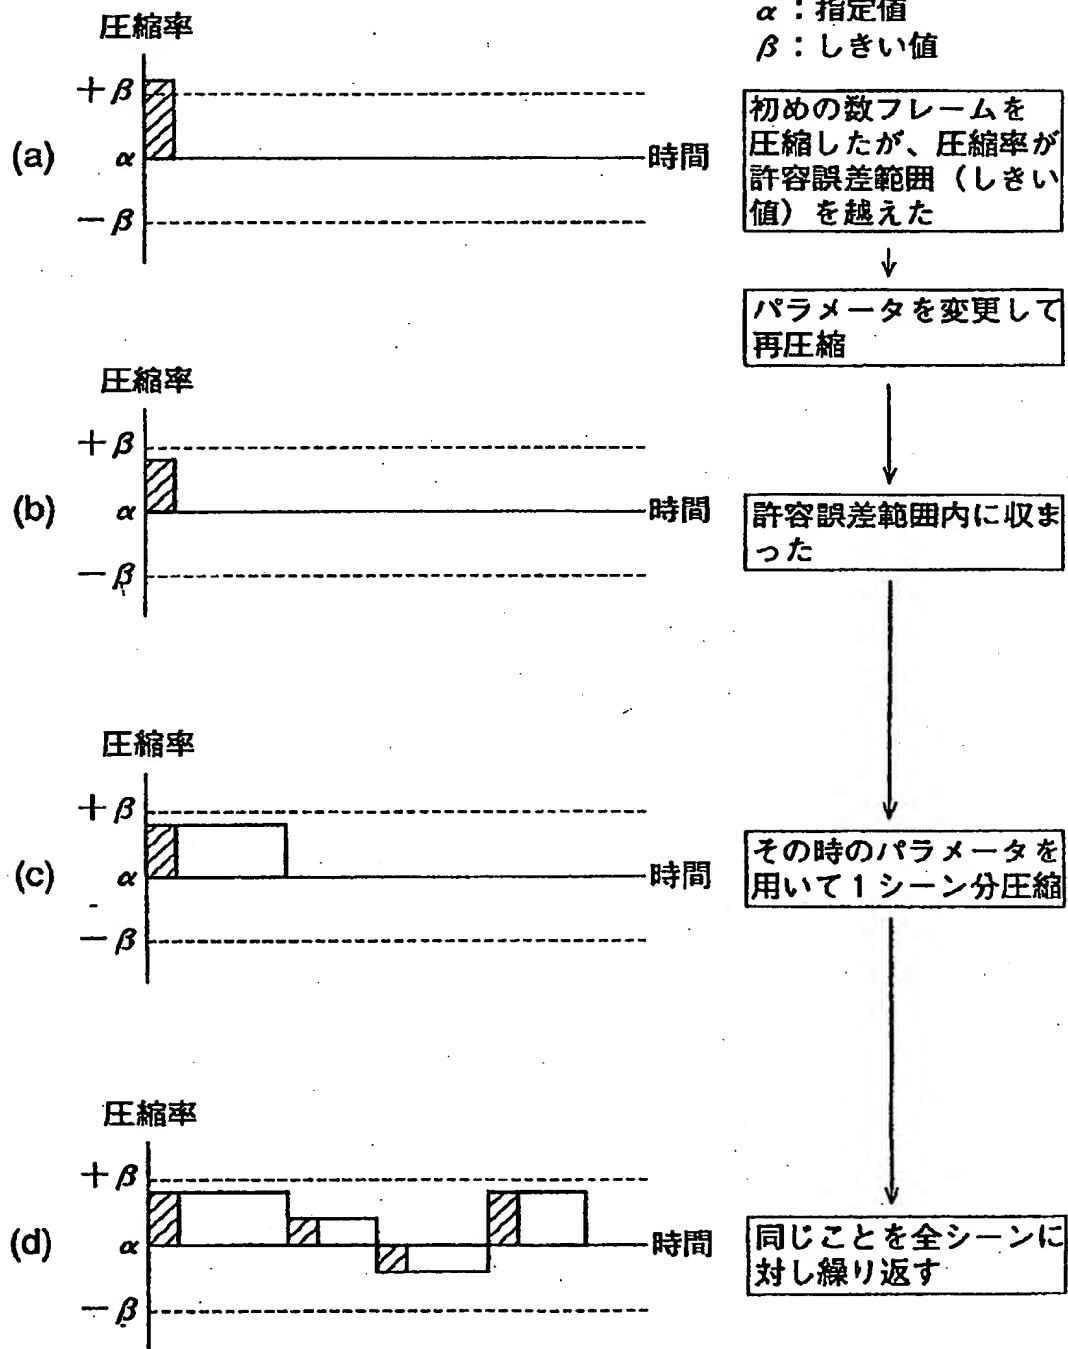 α：指定値
β：しきい値
圧縮率
+β
(a)
α
時間
−β
初めの数フレームを
圧縮したが、圧縮率が
許容誤差範囲（しきい
値）を越えた
パラメータを変更して
再圧縮
圧縮率
+β
(b)
α
時間
−β
許容誤差範囲内に収ま
った
圧縮率
+β
(c)
α
時間
−β
その時のパラメータを
用いて1シーン分圧縮
圧縮率
+β
(d)
α
時間
−β
同じことを全シーンに
対し繰り返す